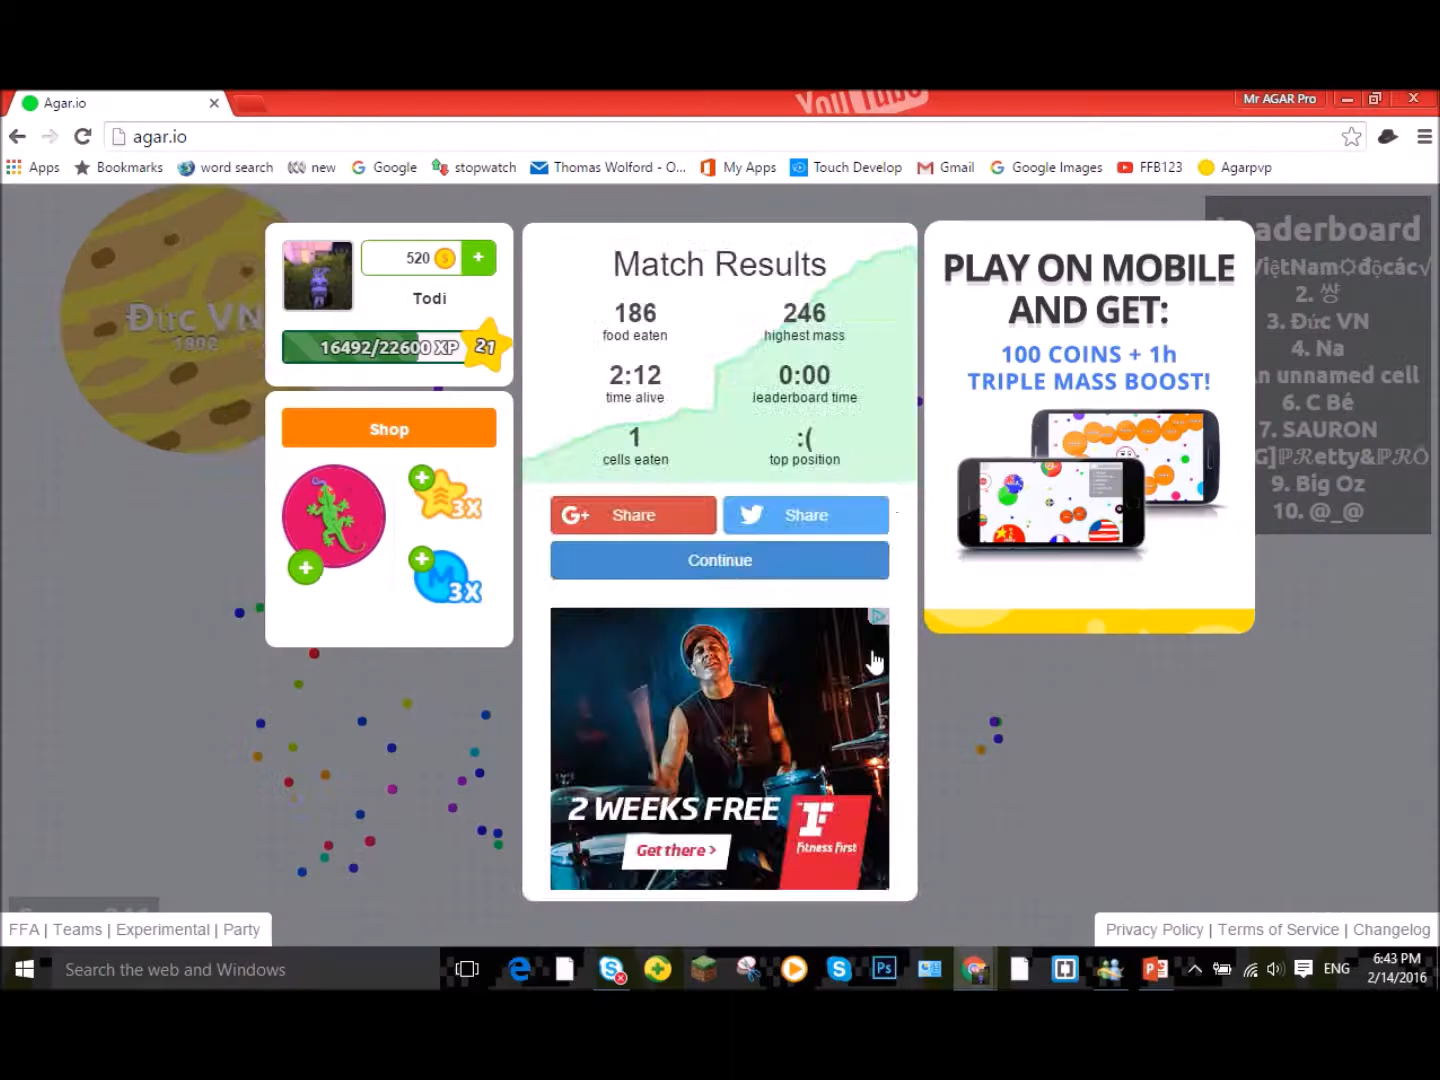 Agar.io
YouTube
Mr AGAR Pro
agar.io
Apps Bookmarks word search new Google stopwatch Thomas Wolford - O... My Apps Touch Develop Gmail Google Images FFB123 Agarpvp
Đức VN
520
Todi
16492/22600 XP 21
Shop
3X
M 3X
Match Results
186 246
food eaten highest mass
2:12 0:00
time alive leaderboard time
1 :(
cells eaten top position
G+ Share Share
Continue
2 WEEKS FREE
Get there >
Fitness First
PLAY ON MOBILE
AND GET:
100 COINS + 1h
TRIPLE MASS BOOST!
aderboard
2. 썅
3. Đức VN
4. Na
n unnamed cell
6. C Bé
7. SAURON
G]ℙℛetty&ℙℛÕ
9. Big Oz
10. @_@
FFA | Teams | Experimental | Party
Privacy Policy | Terms of Service | Changelog
Search the web and Windows
Ps
ENG
6:43 PM
2/14/2016